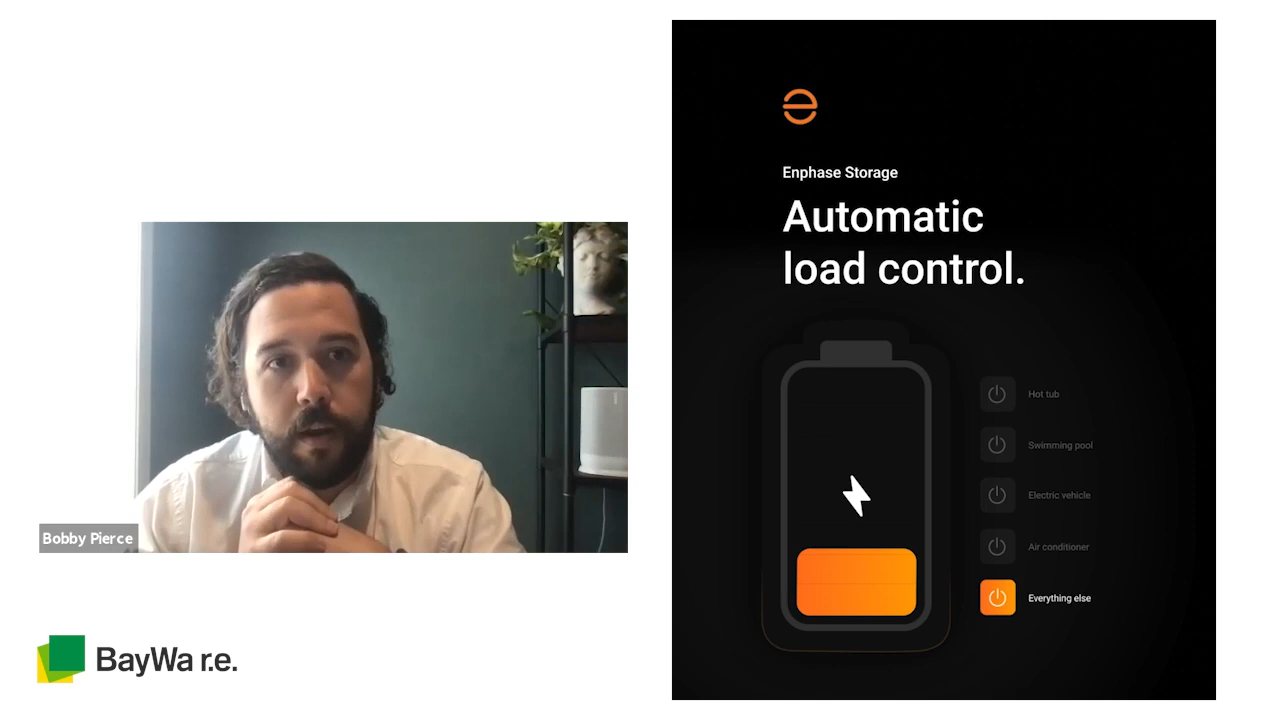 Bobby Pierce
BayWa r.e.
Enphase Storage
Automatic
load control.
Hot tub
Swimming pool
Electric vehicle
Air conditioner
Everything else